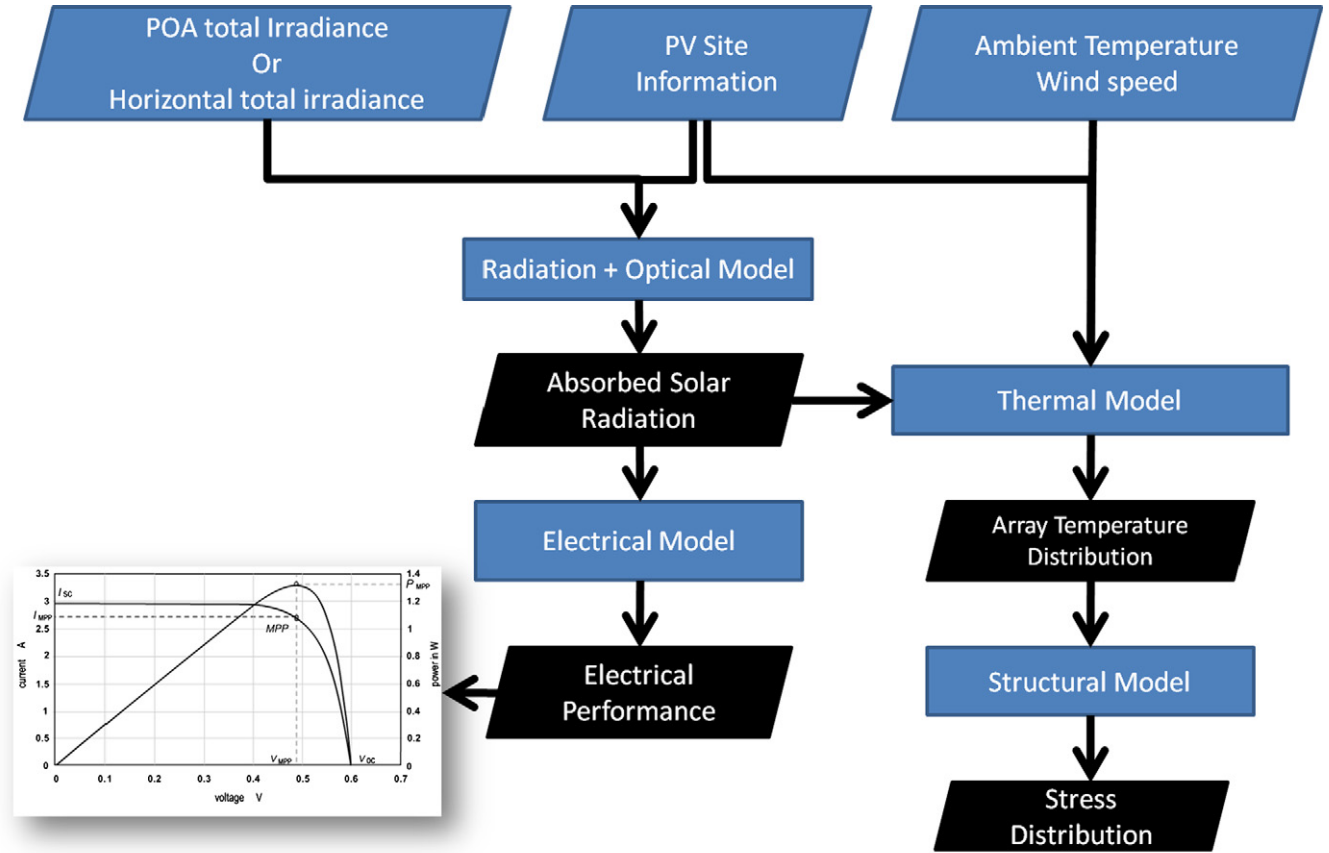 POA total Irradiance
Or
Horizontal total irradiance
PV Site
Information
Ambient Temperature
Wind speed
Radiation + Optical Model
Absorbed Solar
Radiation
Thermal Model
Electrical Model
Array Temperature
Distribution
Electrical
Performance
Structural Model
Stress
Distribution
3.5
3
2.5
2
1.5
1
0.5
0
current A
I SC
I MPP
MPP
P MPP
V MPP
V OC
1.4
1.2
1
0.8
0.6
0.4
0.2
0
power in W
0 0.1 0.2 0.3 0.4 0.5 0.6 0.7
voltage V